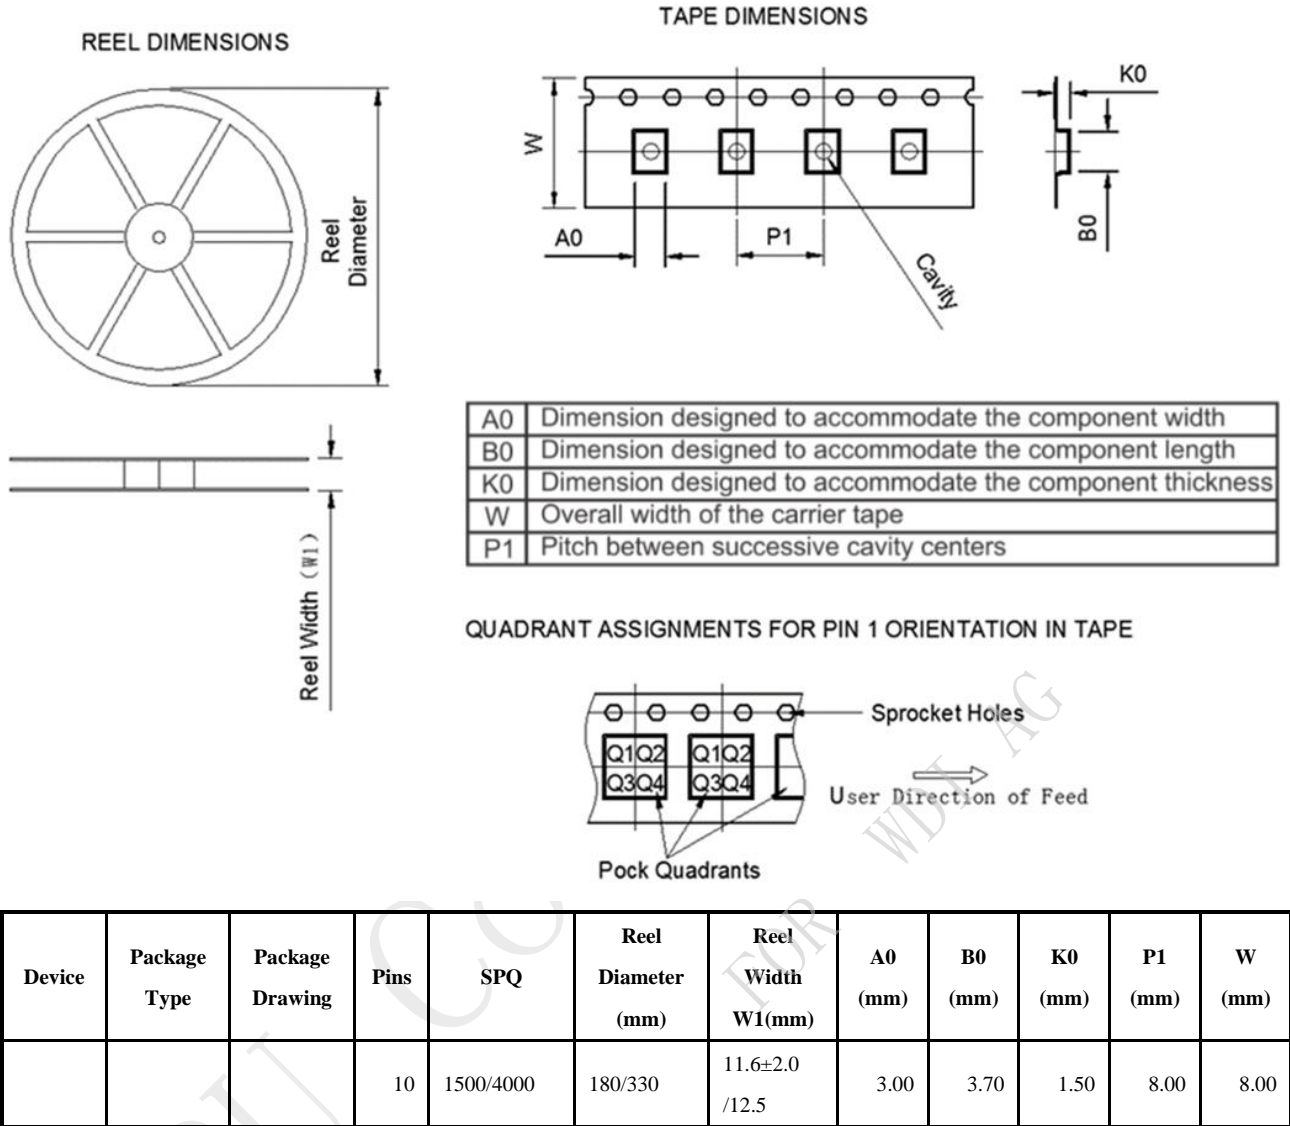 REEL DIMENSIONS
TAPE DIMENSIONS
Reel
Diameter
W
A0
P1
Cavity
K0
B0
Reel Width (W1)
A0 Dimension designed to accommodate the component width
B0 Dimension designed to accommodate the component length
K0 Dimension designed to accommodate the component thickness
W Overall width of the carrier tape
P1 Pitch between successive cavity centers
QUADRANT ASSIGNMENTS FOR PIN 1 ORIENTATION IN TAPE
Sprocket Holes
Q1 Q2 Q1 Q2
Q3 Q4 Q3 Q4
User Direction of Feed
Pock Quadrants
FOR WDI AG
Device Package Type Package Drawing Pins SPQ Reel Diameter (mm) Reel Width W1(mm) A0 (mm) B0 (mm) K0 (mm) P1 (mm) W (mm)
10 1500/4000 180/330 11.6±2.0 /12.5 3.00 3.70 1.50 8.00 8.00